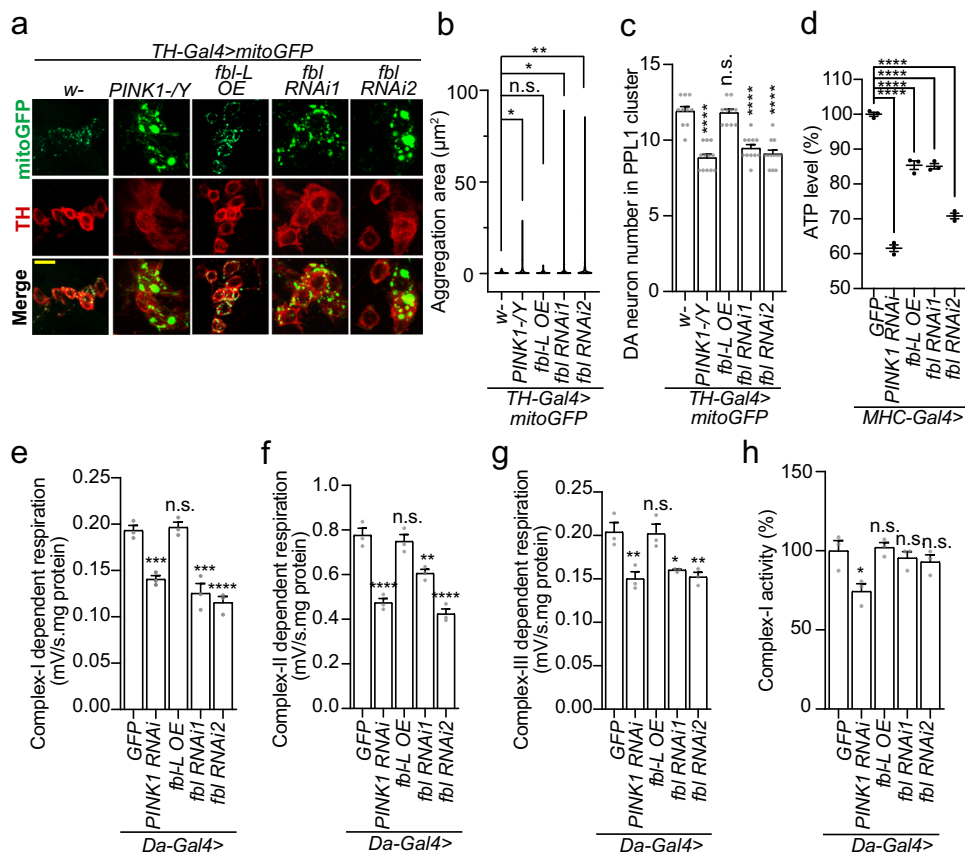 a
TH-Gal4>mitoGFP
w-
PINK1-/Y
fbl-L
OE
fbl
RNAi1
fbl
RNAi2
mitoGFP
TH
Merge
b
Aggregation area (µm²)
100
50
0
**
*
n.s.
*
w-
PINK1-/Y
fbl-L OE
fbl RNAi1
fbl RNAi2
TH-Gal4>
mitoGFP
c
DA neuron number in PPL1 cluster
15
10
5
0
****
n.s.
****
****
w-
PINK1-/Y
fbl-L OE
fbl RNAi1
fbl RNAi2
TH-Gal4>
mitoGFP
d
ATP level (%)
110
100
90
80
70
60
50
****
****
****
****
GFP
PINK1 RNAi
fbl-L OE
fbl RNAi1
fbl RNAi2
MHC-Gal4>
e
Complex-I dependent respiration
(mV/s.mg protein)
0.25
0.20
0.15
0.10
0.05
0.00
***
n.s.
***
****
GFP
PINK1 RNAi
fbl-L OE
fbl RNAi1
fbl RNAi2
Da-Gal4>
f
Complex-II dependent respiration
(mV/s.mg protein)
1.0
0.8
0.6
0.4
0.2
0.0
****
n.s.
**
****
GFP
PINK1 RNAi
fbl-L OE
fbl RNAi1
fbl RNAi2
Da-Gal4>
g
Complex-III dependent respiration
(mV/s.mg protein)
0.25
0.20
0.15
0.10
0.05
0.00
**
n.s.
*
**
GFP
PINK1 RNAi
fbl-L OE
fbl RNAi1
fbl RNAi2
Da-Gal4>
h
Complex-I activity (%)
150
100
50
0
*
n.s.
n.s.
n.s.
GFP
PINK1 RNAi
fbl-L OE
fbl RNAi1
fbl RNAi2
Da-Gal4>